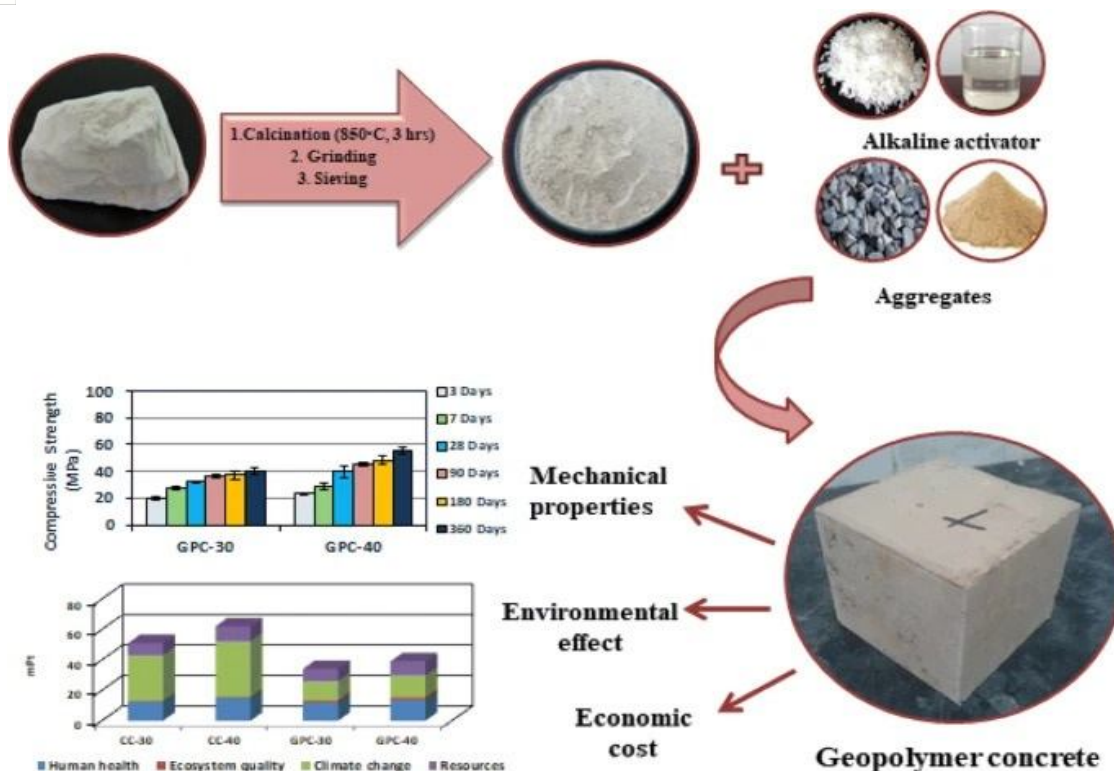 1.Calcination (850◦C, 3 hrs)
2. Grinding
3. Sieving
Alkaline activator
Aggregates
Compressive Strength
(MPa)
100
80
60
40
20
0
GPC-30
GPC-40
3 Days
7 Days
28 Days
90 Days
180 Days
360 Days
Mechanical
properties
Environmental
effect
Economic
cost
mPt
80
60
40
20
0
CC-30
CC-40
GPC-30
GPC-40
Human health
Ecosystem quality
Climate change
Resources
Geopolymer concrete